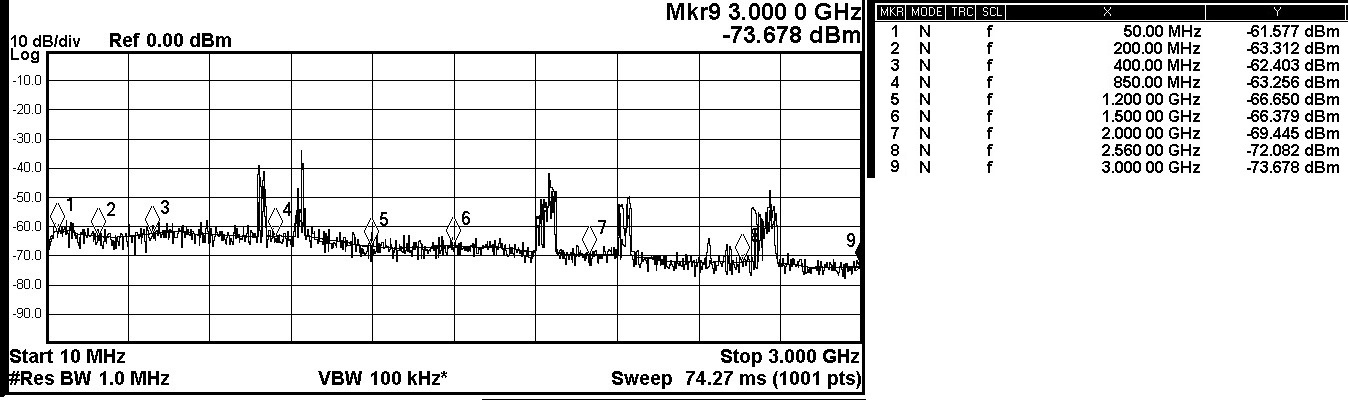 Mkr9 3.000 0 GHz
10 dB/div Ref 0.00 dBm -73.678 dBm
Log
-10.0
-20.0
-30.0
-40.0
-50.0
-60.0
-70.0
-80.0
-90.0
1 2 3 4 5 6 7 9
Start 10 MHz Stop 3.000 GHz
#Res BW 1.0 MHz VBW 100 kHz* Sweep 74.27 ms (1001 pts)
MKR MODE TRC SCL X Y
1 N f 50.00 MHz -61.577 dBm
2 N f 200.00 MHz -63.312 dBm
3 N f 400.00 MHz -62.403 dBm
4 N f 850.00 MHz -63.256 dBm
5 N f 1.200 00 GHz -66.650 dBm
6 N f 1.500 00 GHz -66.379 dBm
7 N f 2.000 00 GHz -69.445 dBm
8 N f 2.560 00 GHz -72.082 dBm
9 N f 3.000 00 GHz -73.678 dBm